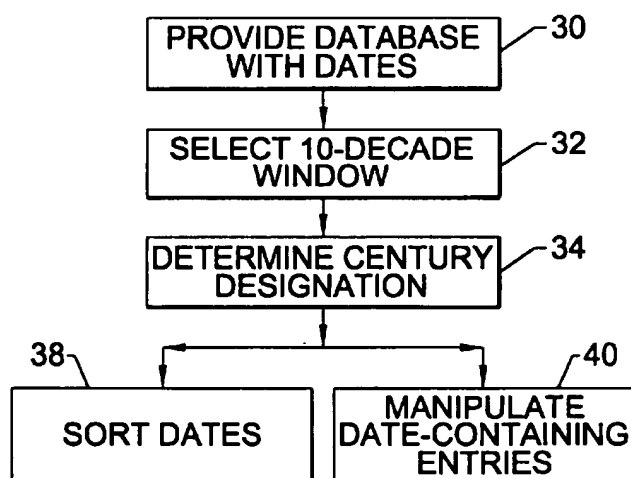 PROVIDE DATABASE
WITH DATES
30
SELECT 10-DECADE
WINDOW
32
DETERMINE CENTURY
DESIGNATION
34
38
SORT DATES
40
MANIPULATE
DATE-CONTAINING
ENTRIES